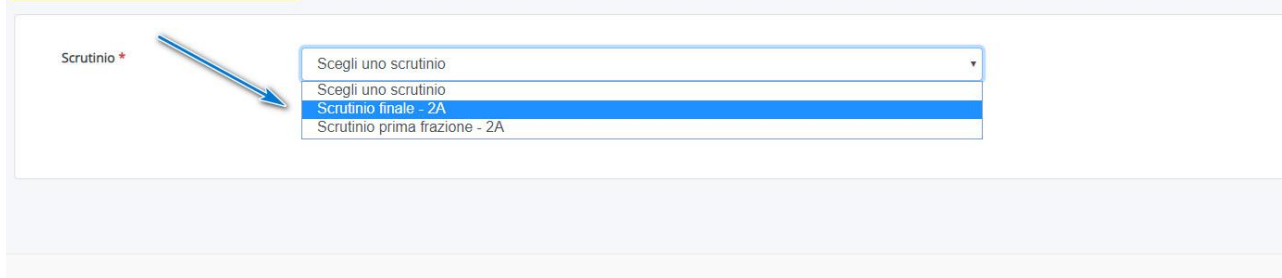 Scrutinio *
Scegli uno scrutinio
Scegli uno scrutinio
Scrutinio finale - 2A
Scrutinio prima frazione - 2A